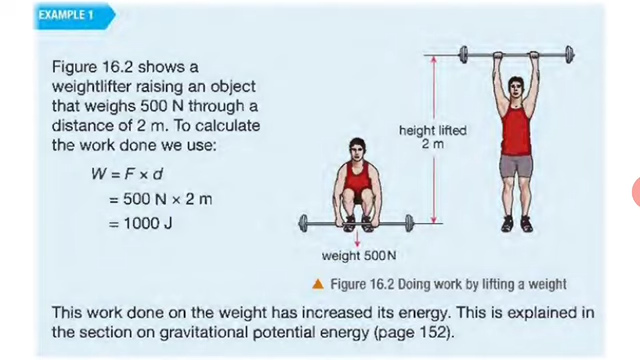 EXAMPLE 1
Figure 16.2 shows a
weightlifter raising an object
that weighs 500 N through a
distance of 2 m. To calculate
the work done we use:
W = F × d
= 500 N × 2 m
= 1000 J
height lifted
2 m
weight 500N
▲ Figure 16.2 Doing work by lifting a weight
This work done on the weight has increased its energy. This is explained in
the section on gravitational potential energy (page 152).